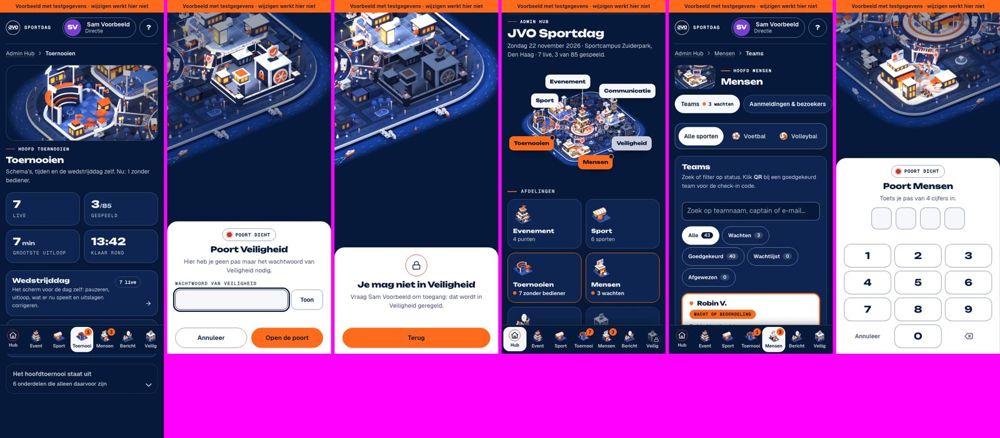 Voorbeeld met testgegevens · wijzigen werkt hier niet
evo SPORTDAG
SV
Sam Voorbeeld
Directie
?
Admin Hub > Toernooien
HOOFD TOERNOOIEN
Toernooien
Schema's, tijden en de wedstrijddag zelf. Nu: 1 zonder
bediener.
7
LIVE
3/85
GESPEELD
7 min
GROOTSTE UITLOOP
13:42
KLAAR ROND
Wedstrijddag
7 live
Het scherm voor de dag zelf: pauzeren,
uitloop, wat er nu speelt en uitslagen
corrigeren.
Hub
Event
Sport
Toernooi
Mensen
Bericht
Veilig
Het hoofdtoernooi staat uit
6 onderdelen die alleen daarvoor zijn
Voorbeeld met testgegevens · wijzigen werkt hier niet
POORT DICHT
Poort Veiligheid
Hier heb je geen pas maar het wachtwoord van
Veiligheid nodig.
WACHTWOORD VAN VEILIGHEID
Toon
Annuleer
Open de poort
Voorbeeld met testgegevens · wijzigen werkt hier niet
Je mag niet in Veiligheid
Vraag Sam Voorbeeld om toegang: dat wordt in
Veiligheid geregeld.
Terug
Voorbeeld met testgegevens · wijzigen werkt hier niet
ADMIN HUB
JVO Sportdag
Zondag 22 november 2026 · Sportcampus Zuiderpark,
Den Haag · 7 live, 3 van 85 gespeeld.
Evenement
Communicatie
Sport
Toernooien
Veiligheid
Mensen
AFDELINGEN
Evenement
4 punten
Sport
6 sporten
Toernooien
7 zonder bediener
Mensen
3 wachten
Hub
Event
Sport
Toernooi
7
Mensen
3
Bericht
Veilig
Voorbeeld met testgegevens · wijzigen werkt hier niet
evo SPORTDAG
SV
Sam Voorbeeld
Directie
?
Admin Hub > Mensen > Teams
HOOFD MENSEN
Mensen
Teams 3 wachten
Aanmeldingen & bezoekers
Alle sporten
Voetbal
Volleybal
Teams
Zoek of filter op status. Klik QR bij een goedgekeurd
team voor de check-in code.
Zoek op teamnaam, captain of e-mail...
Alle 43
Wachten 3
Goedgekeurd 40
Wachtlijst 0
Afgewezen 0
Robin V.
WACHT OP BEOORDELING
Hub
Event
Sport
Toernooi
Mensen
Bericht
Veilig
Voorbeeld met testgegevens · wijzigen werkt hier niet
POORT DICHT
Poort Mensen
Toets je pas van 4 cijfers in.
1
2
3
4
5
6
7
8
9
Annuleer
0